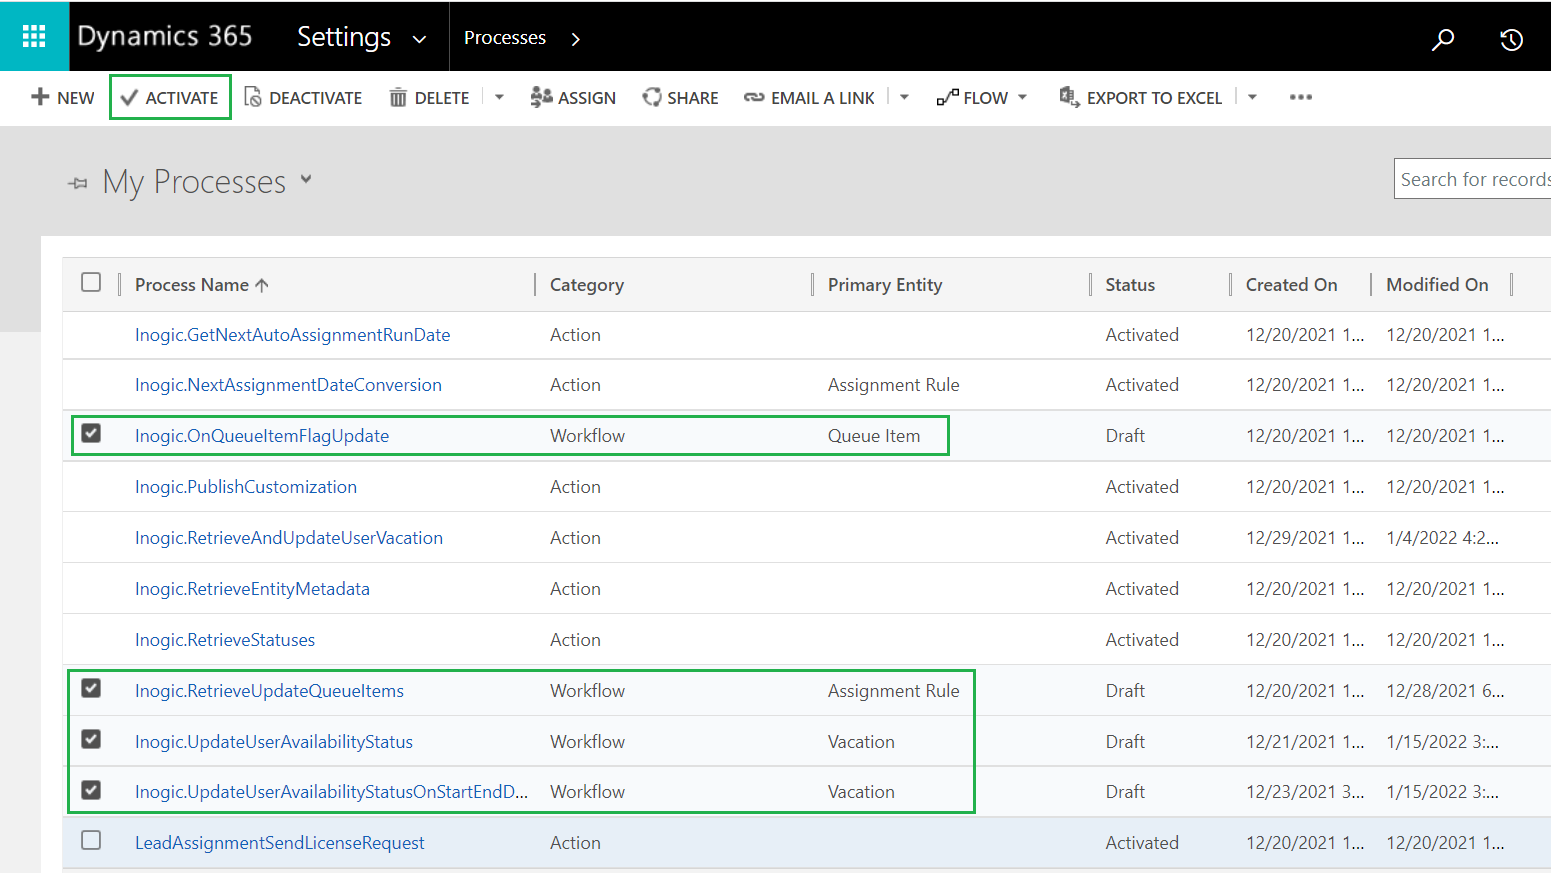 Dynamics 365 Settings Processes
NEW ACTIVATE DEACTIVATE DELETE ASSIGN SHARE EMAIL A LINK FLOW EXPORT TO EXCEL
My Processes
Search for records
Process Name Category Primary Entity Status Created On Modified On
Inogic.GetNextAutoAssignmentRunDate Action Activated 12/20/2021 1... 12/20/2021 1...
Inogic.NextAssignmentDateConversion Action Assignment Rule Activated 12/20/2021 1... 12/20/2021 1...
Inogic.OnQueueItemFlagUpdate Workflow Queue Item Draft 12/20/2021 1... 12/20/2021 1...
Inogic.PublishCustomization Action Activated 12/20/2021 1... 12/20/2021 1...
Inogic.RetrieveAndUpdateUserVacation Action Activated 12/29/2021 1... 1/4/2022 4:2...
Inogic.RetrieveEntityMetadata Action Activated 12/20/2021 1... 12/20/2021 1...
Inogic.RetrieveStatuses Action Activated 12/20/2021 1... 12/20/2021 1...
Inogic.RetrieveUpdateQueueItems Workflow Assignment Rule Draft 12/20/2021 1... 12/28/2021 6...
Inogic.UpdateUserAvailabilityStatus Workflow Vacation Draft 12/21/2021 1... 1/15/2022 3:...
Inogic.UpdateUserAvailabilityStatusOnStartEndD... Workflow Vacation Draft 12/23/2021 3... 1/15/2022 3:...
LeadAssignmentSendLicenseRequest Action Activated 12/20/2021 1... 12/20/2021 1...